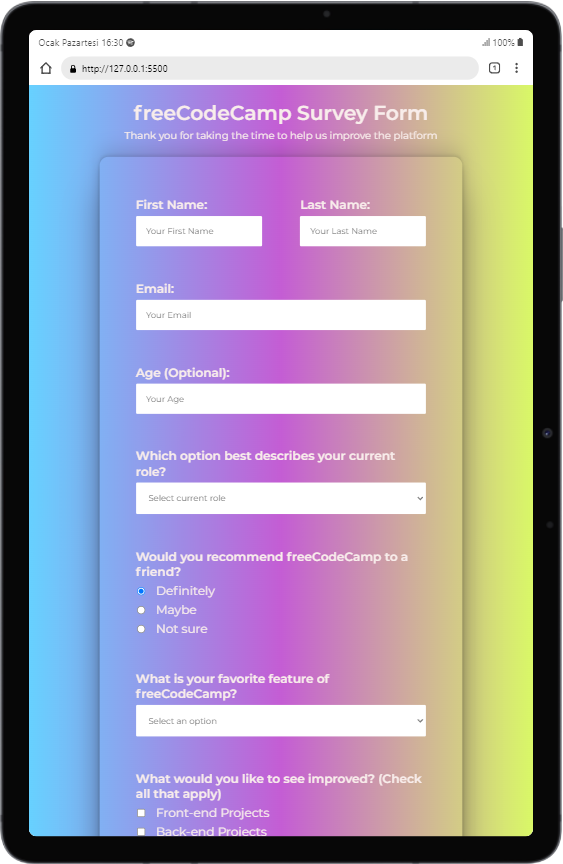 Ocak Pazartesi 16:30 100%
http://127.0.0.1:5500 1
freeCodeCamp Survey Form
Thank you for taking the time to help us improve the platform
First Name: Last Name:
Your First Name Your Last Name
Email:
Your Email
Age (Optional):
Your Age
Which option best describes your current
role?
Select current role
Would you recommend freeCodeCamp to a
friend?
Definitely
Maybe
Not sure
What is your favorite feature of
freeCodeCamp?
Select an option
What would you like to see improved? (Check
all that apply)
Front-end Projects
Back-end Projects